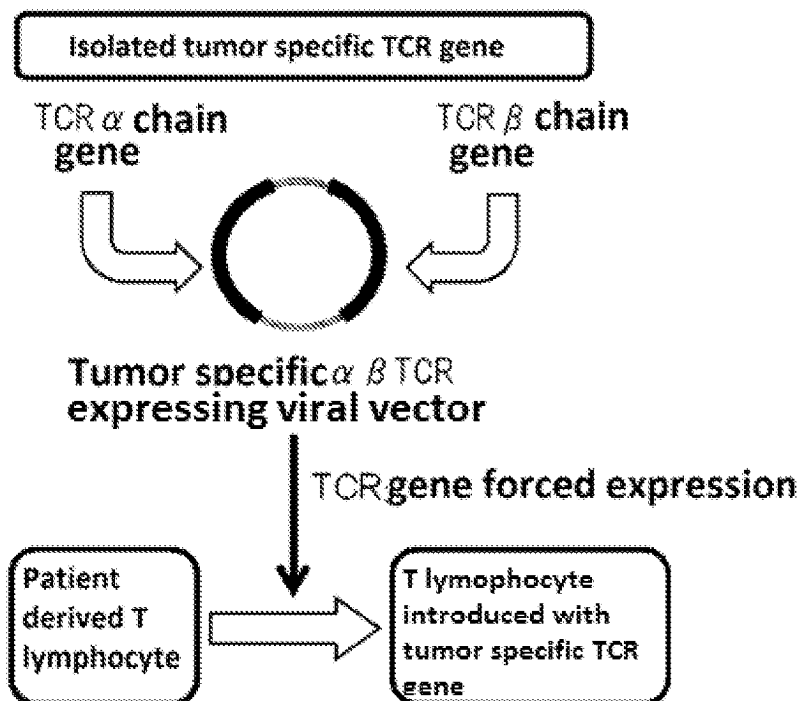 Isolated tumor specific TCR gene
TCR α chain
gene
TCR β chain
gene
Tumor specific α β TCR
expressing viral vector
TCR gene forced expression
Patient
derived T
lymphocyte
T lymophocyte
introduced with
tumor specific TCR
gene